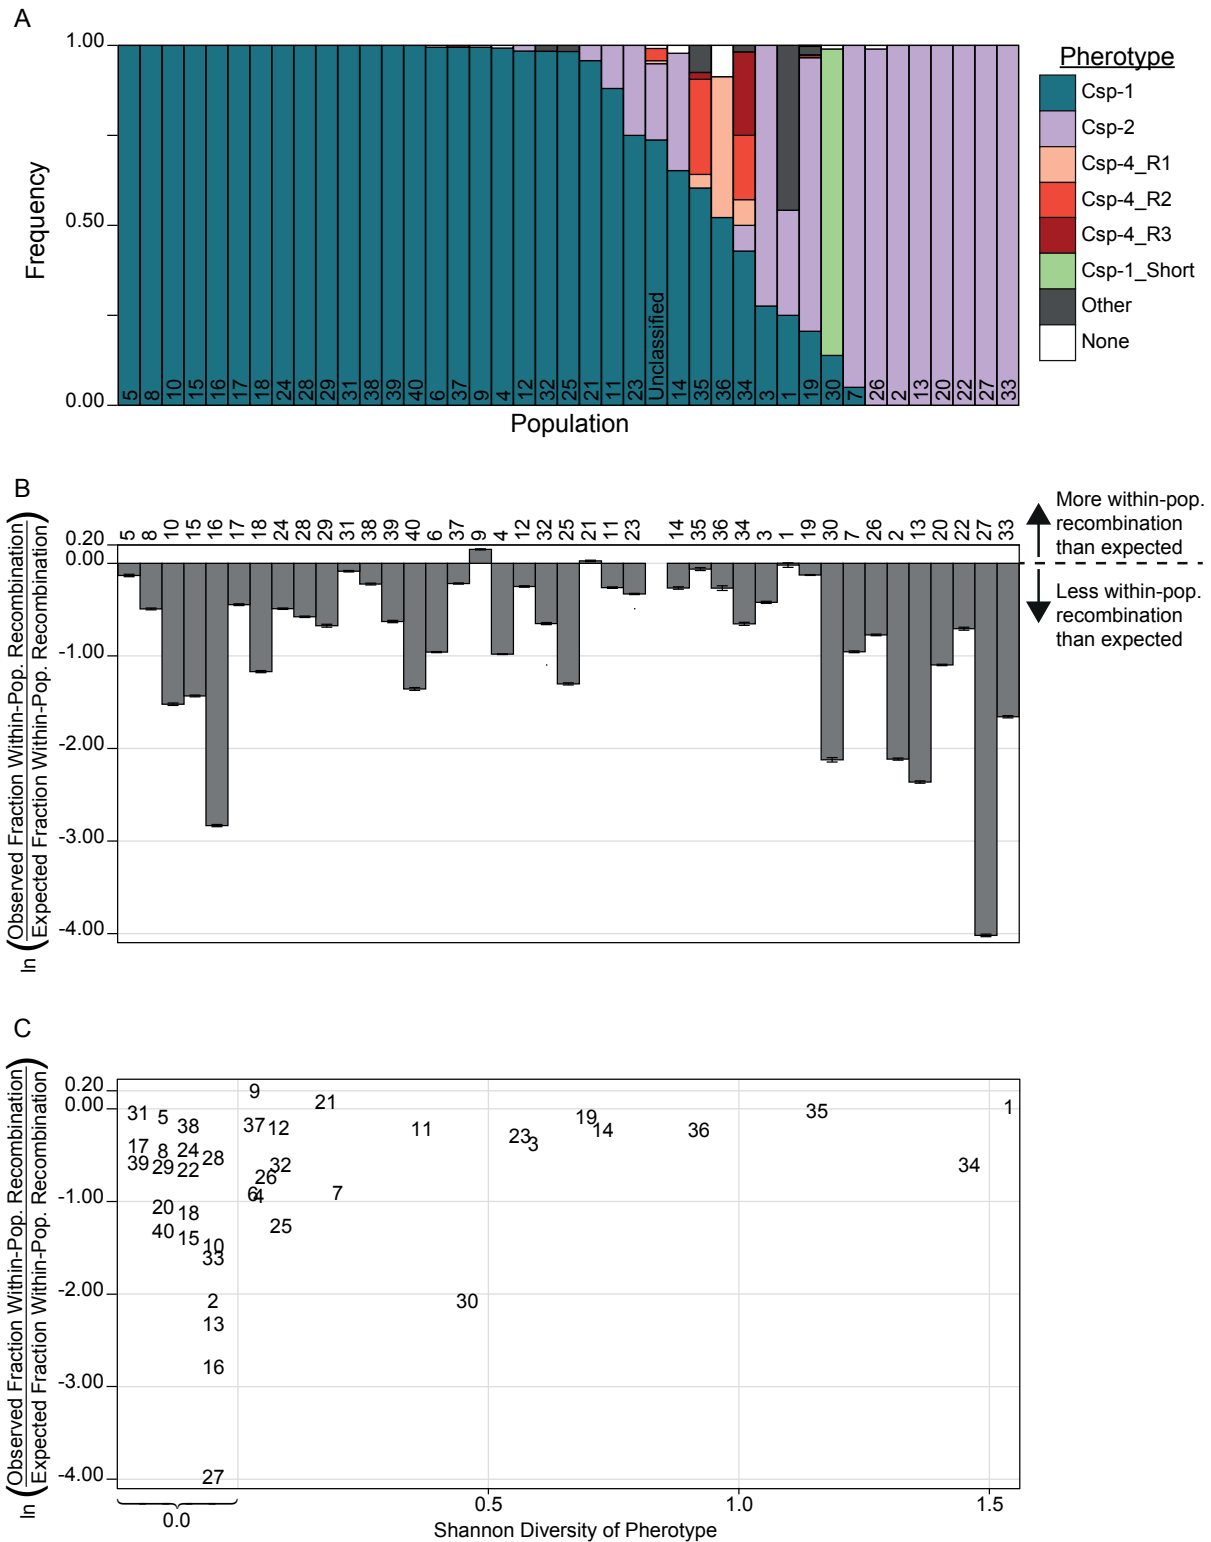 A
1.00
0.50
0.00
Frequency
5 8 10 15 16 17 18 24 28 29 31 38 39 40 6 37 9 4 12 32 25 21 11 23 Unclassified 14 35 36 34 3 1 19 30 7 26 2 13 20 22 27 33
Population
Pherotype
Csp-1
Csp-2
Csp-4_R1
Csp-4_R2
Csp-4_R3
Csp-1_Short
Other
None
B
5 8 10 15 16 17 18 24 28 29 31 38 39 40 6 37 9 4 12 32 25 21 11 23 14 35 36 34 3 1 19 30 7 26 2 13 20 22 27 33
0.20
0.00
-1.00
-2.00
-3.00
-4.00
ln (Observed Fraction Within-Pop. Recombination
Expected Fraction Within-Pop. Recombination)
More within-pop.
recombination
than expected
Less within-pop.
recombination
than expected
C
0.20
0.00
-1.00
-2.00
-3.00
-4.00
ln (Observed Fraction Within-Pop. Recombination
Expected Fraction Within-Pop. Recombination)
9
21
31 5 38
37 12
11
23 3
19 14
36
35
1
17 8 24 28
39 29 22
32
26
6 4
7
34
20 18
40 15
25
10
33
2
30
13
16
27
0.0
0.5
1.0
1.5
Shannon Diversity of Pherotype